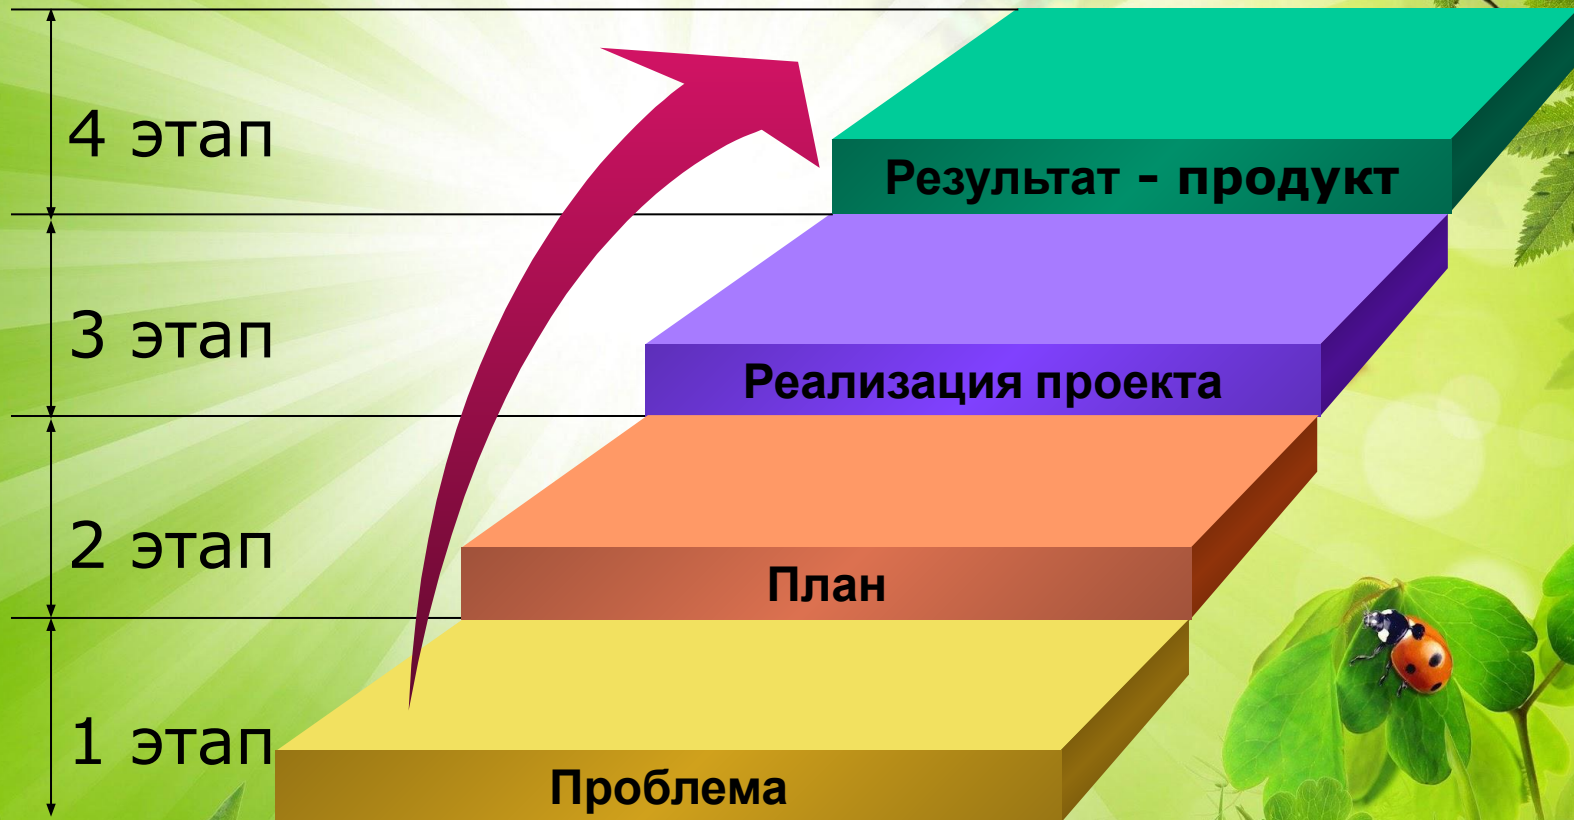 4 этап
Результат - продукт
3 этап
Реализация проекта
2 этап
План
1 этап
Проблема